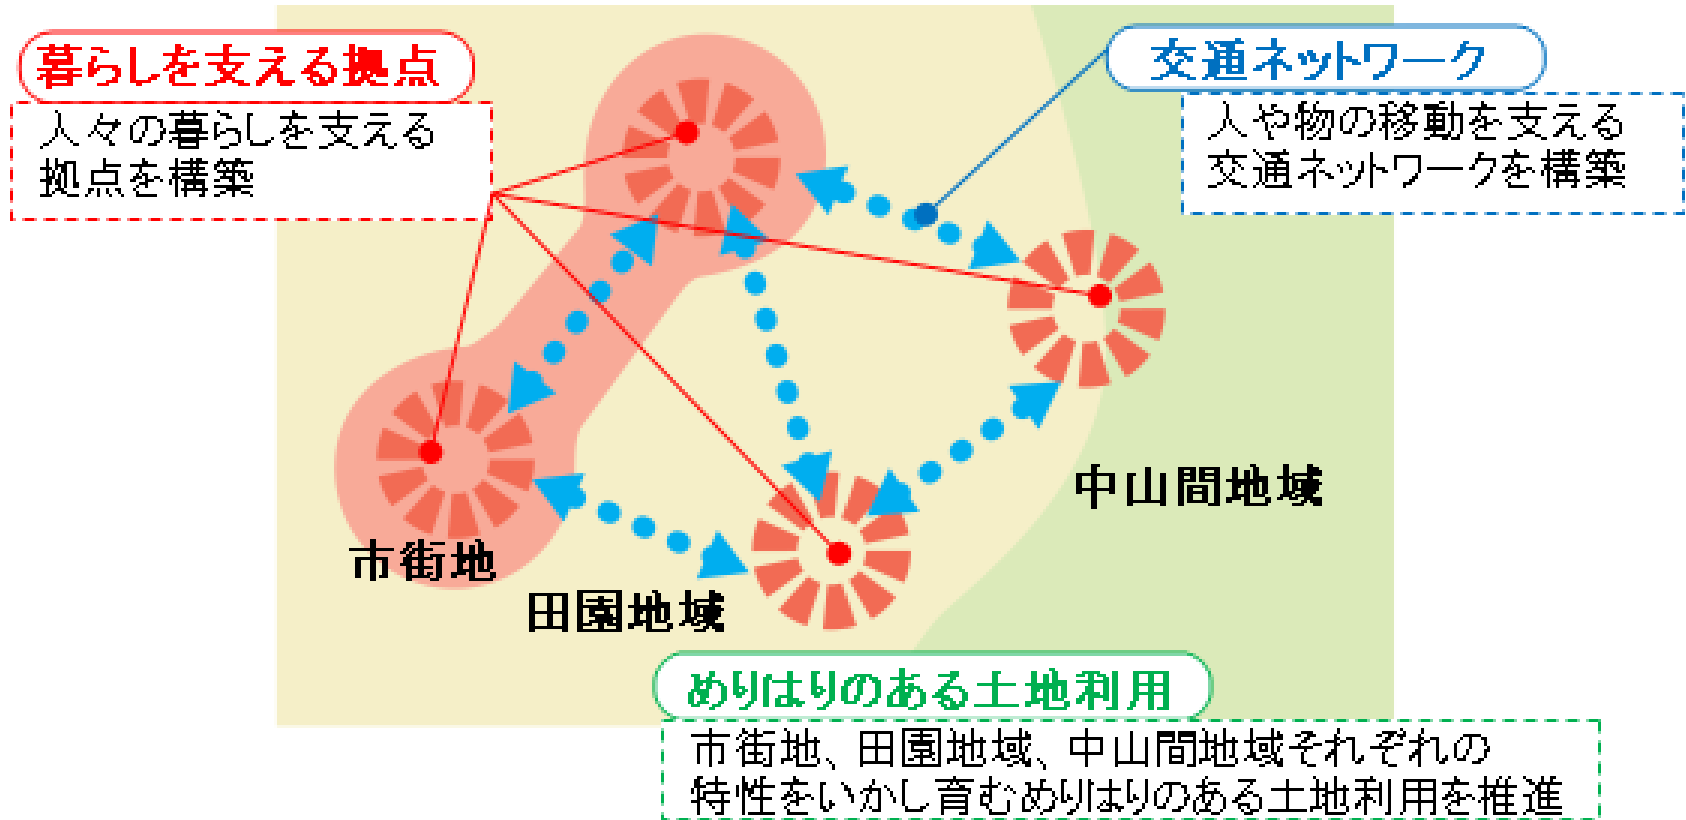 暮らしを支える拠点
人々の暮らしを支える
拠点を構築
交通ネットワーク
人や物の移動を支える
交通ネットワークを構築
中山間地域
市街地
田園地域
めりはりのある土地利用
市街地、田園地域、中山間地域それぞれの
特性をいかし育むめりはりのある土地利用を推進